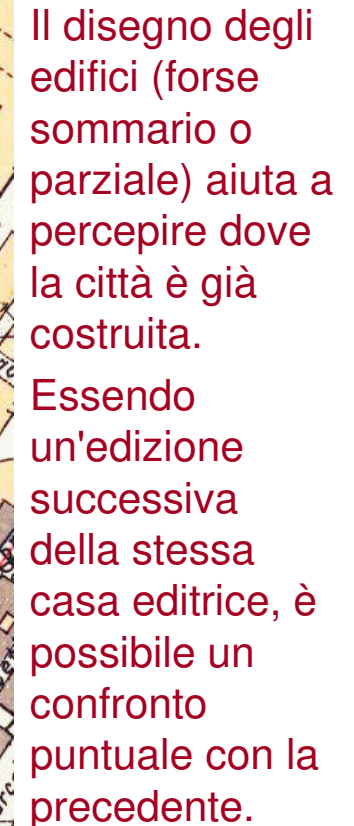 Il disegno degli
edifici (forse
sommario o
parziale) aiuta a
percepire dove
la città è già
costruita.
Essendo
un'edizione
successiva
della stessa
casa editrice, è
possibile un
confronto
puntuale con la
precedente.